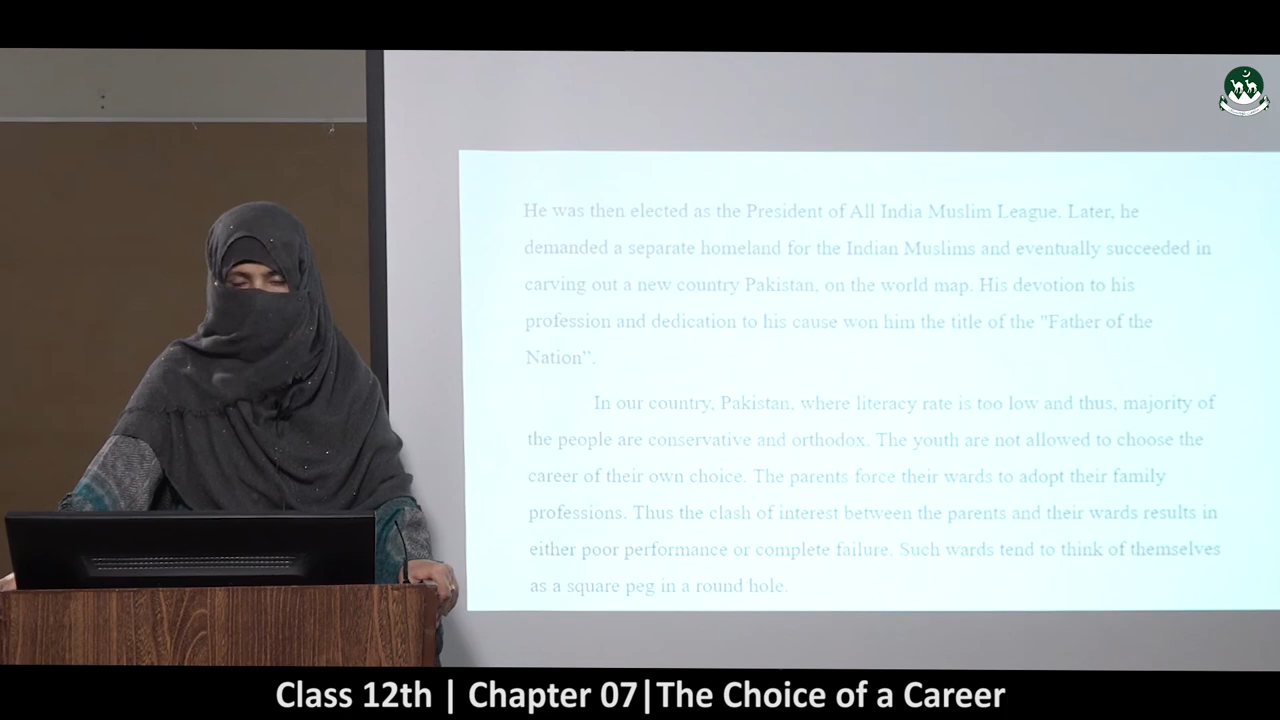 He was then elected as the President of All India Muslim League. Later, he
demanded a separate homeland for the Indian Muslims and eventually succeeded in
carving out a new country Pakistan, on the world map. His devotion to his
profession and dedication to his cause won him the title of the "Father of the
Nation”.
In our country, Pakistan, where literacy rate is too low and thus, majority of
the people are conservative and orthodox. The youth are not allowed to choose the
career of their own choice. The parents force their wards to adopt their family
professions. Thus the clash of interest between the parents and their wards results in
either poor performance or complete failure. Such wards tend to think of themselves
as a square peg in a round hole.
Class 12th | Chapter 07|The Choice of a Career